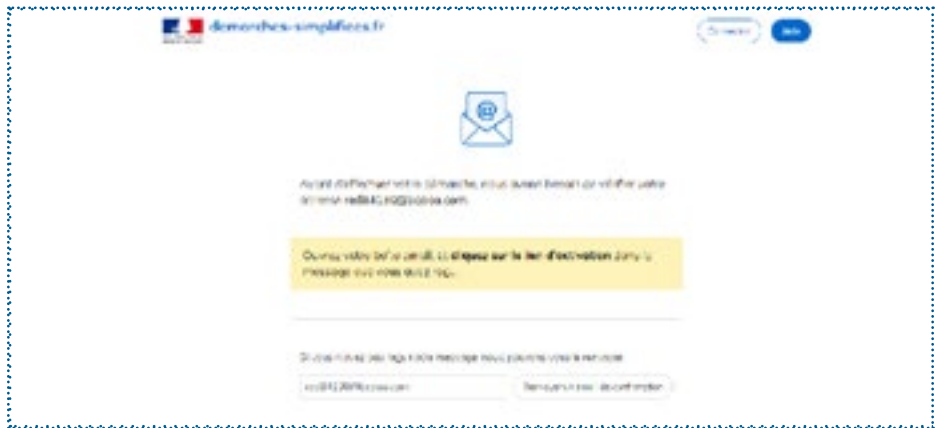 demarches-simplifiees.fr
Aide
Avant d'effectuer votre démarche, nous avons besoin de vérifier votre
adresse
Ouvrez votre boîte email, et cliquez sur le lien d'activation dans le
message que vous avez reçu.
Si vous n'avez pas reçu notre message, nous pouvons vous le renvoyer
Renvoyer un email de confirmation